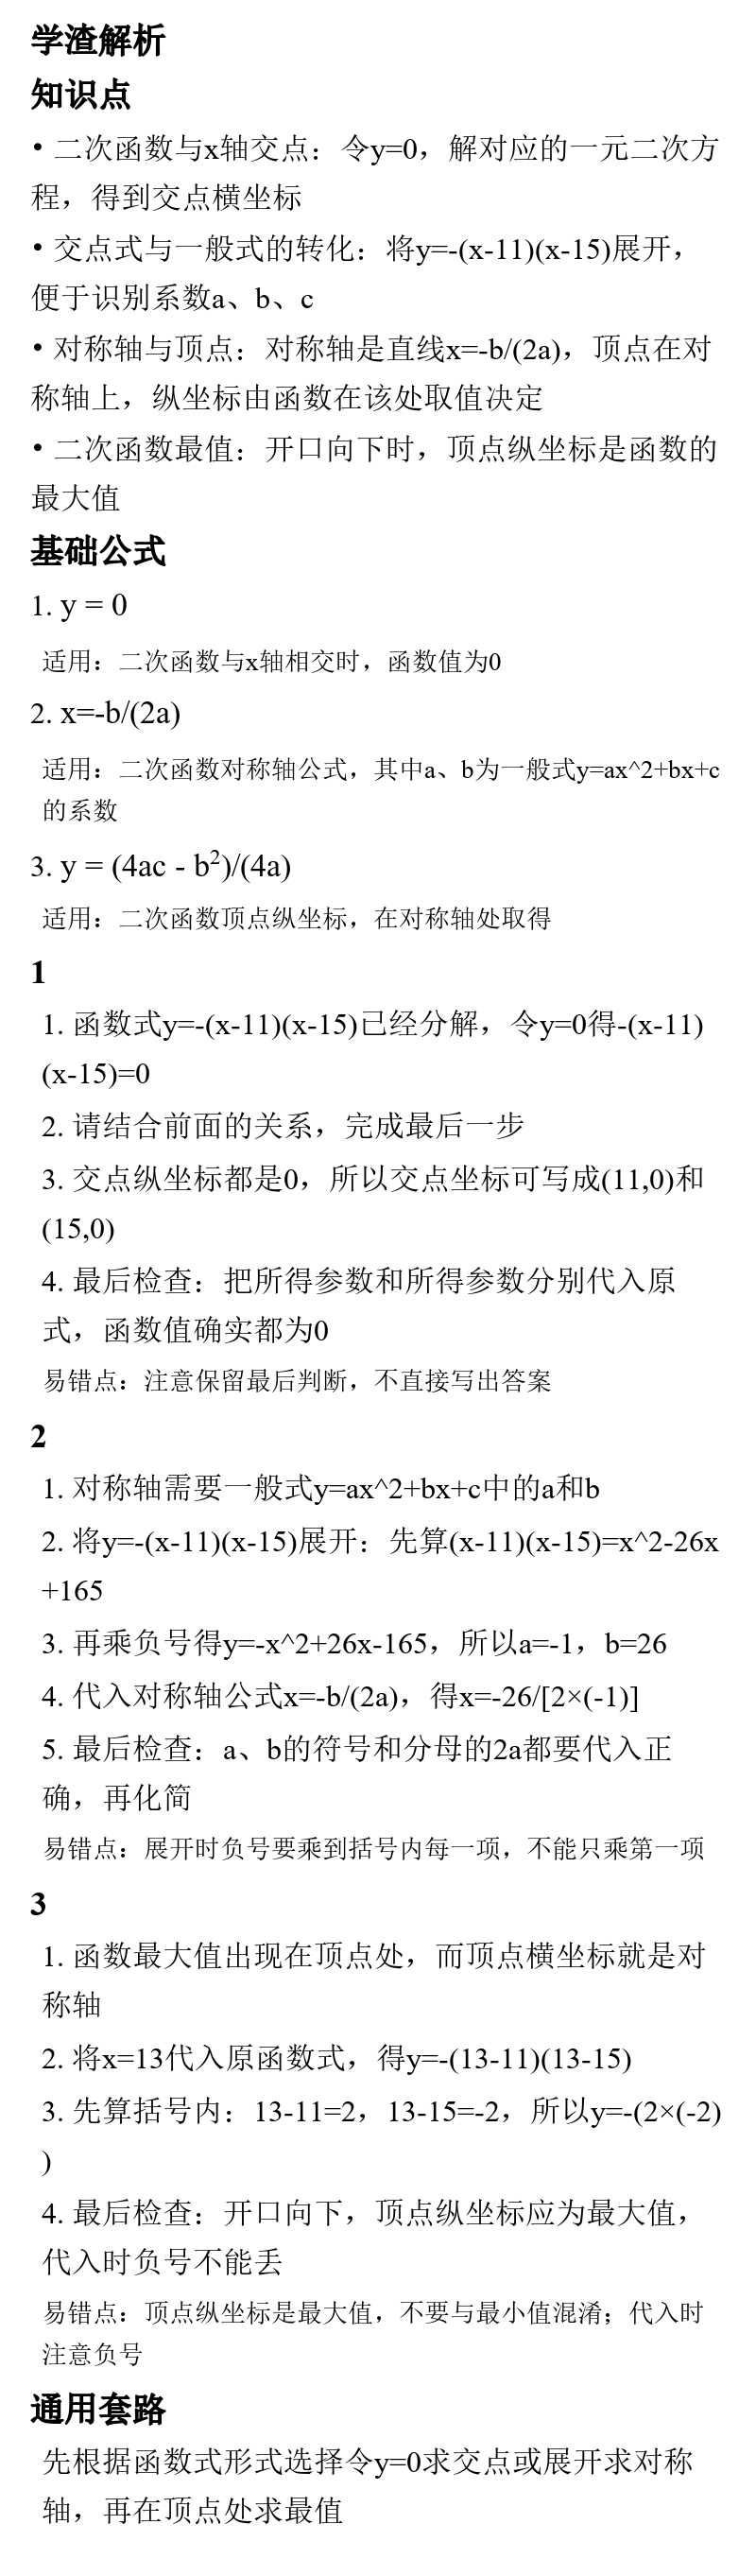 学渣解析
知识点
• 二次函数与x轴交点：令y=0，解对应的一元二次方
程，得到交点横坐标
• 交点式与一般式的转化：将y=-(x-11)(x-15)展开，
便于识别系数a、b、c
• 对称轴与顶点：对称轴是直线x=-b/(2a)，顶点在对
称轴上，纵坐标由函数在该处取值决定
• 二次函数最值：开口向下时，顶点纵坐标是函数的
最大值
基础公式
1. y = 0
适用：二次函数与x轴相交时，函数值为0
2. x=-b/(2a)
适用：二次函数对称轴公式，其中a、b为一般式y=ax^2+bx+c
的系数
3. y = (4ac - b²)/(4a)
适用：二次函数顶点纵坐标，在对称轴处取得
1
1. 函数式y=-(x-11)(x-15)已经分解，令y=0得-(x-11)
(x-15)=0
2. 请结合前面的关系，完成最后一步
3. 交点纵坐标都是0，所以交点坐标可写成(11,0)和
(15,0)
4. 最后检查：把所得参数和所得参数分别代入原
式，函数值确实都为0
易错点：注意保留最后判断，不直接写出答案
2
1. 对称轴需要一般式y=ax^2+bx+c中的a和b
2. 将y=-(x-11)(x-15)展开：先算(x-11)(x-15)=x^2-26x
+165
3. 再乘负号得y=-x^2+26x-165，所以a=-1，b=26
4. 代入对称轴公式x=-b/(2a)，得x=-26/[2×(-1)]
5. 最后检查：a、b的符号和分母的2a都要代入正
确，再化简
易错点：展开时负号要乘到括号内每一项，不能只乘第一项
3
1. 函数最大值出现在顶点处，而顶点横坐标就是对
称轴
2. 将x=13代入原函数式，得y=-(13-11)(13-15)
3. 先算括号内：13-11=2，13-15=-2，所以y=-(2×(-2)
)
4. 最后检查：开口向下，顶点纵坐标应为最大值，
代入时负号不能丢
易错点：顶点纵坐标是最大值，不要与最小值混淆；代入时
注意负号
通用套路
先根据函数式形式选择令y=0求交点或展开求对称
轴，再在顶点处求最值